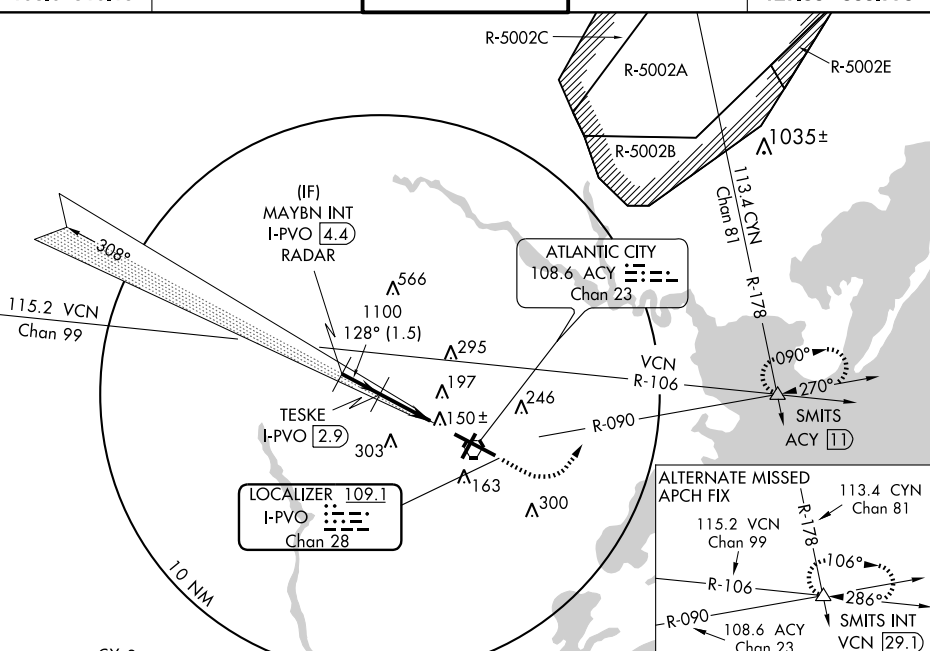 R-5002C
R-5002A
R-5002E
R-5002B
1035±
113.4 CYN
Chan 81
R-178
(IF)
MAYBN INT
I-PVO 4.4
RADAR
308°
ATLANTIC CITY
108.6 ACY
Chan 23
566
1100
128° (1.5)
115.2 VCN
Chan 99
295
VCN
R-106
090°
270°
197
246
TESKE
I-PVO 2.9
150±
303
R-090
SMITS
ACY 11
163
300
LOCALIZER 109.1
I-PVO
Chan 28
10 NM
ALTERNATE MISSED
APCH FIX
113.4 CYN
Chan 81
R-178
115.2 VCN
Chan 99
R-106
106°
286°
R-090
108.6 ACY
Chan 23
SMITS INT
VCN 29.1